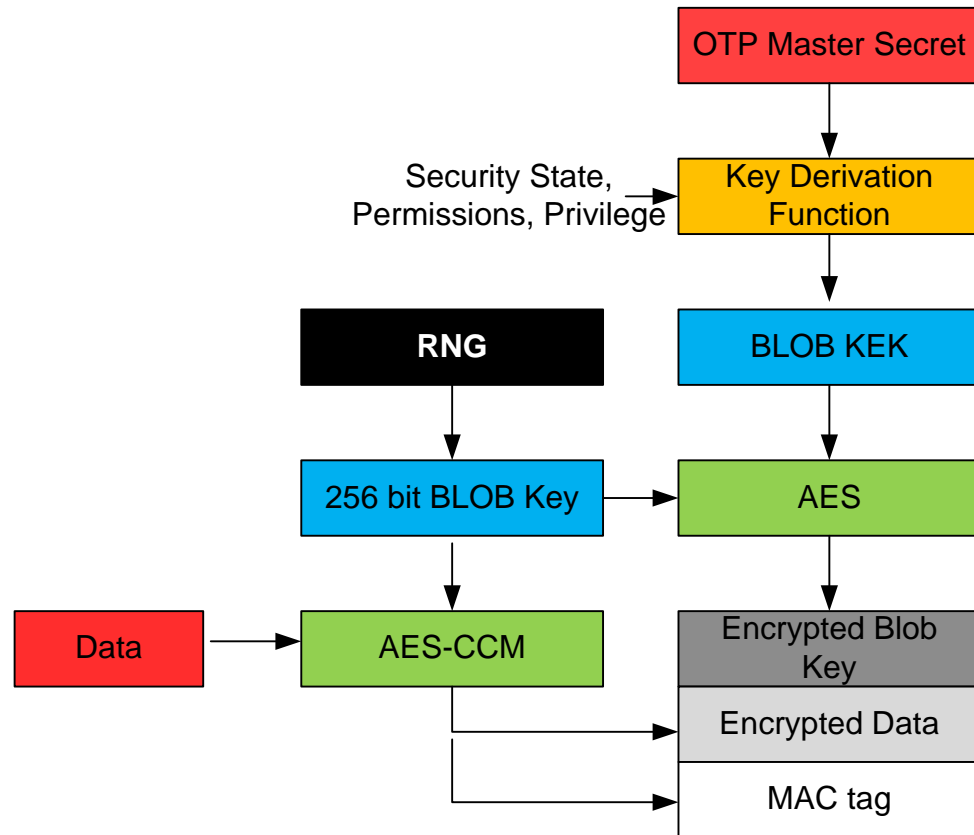 OTP Master Secret
Security State,
Permissions, Privilege
Key Derivation
Function
RNG
BLOB KEK
256 bit BLOB Key
AES
Data
AES-CCM
Encrypted Blob
Key
Encrypted Data
MAC tag